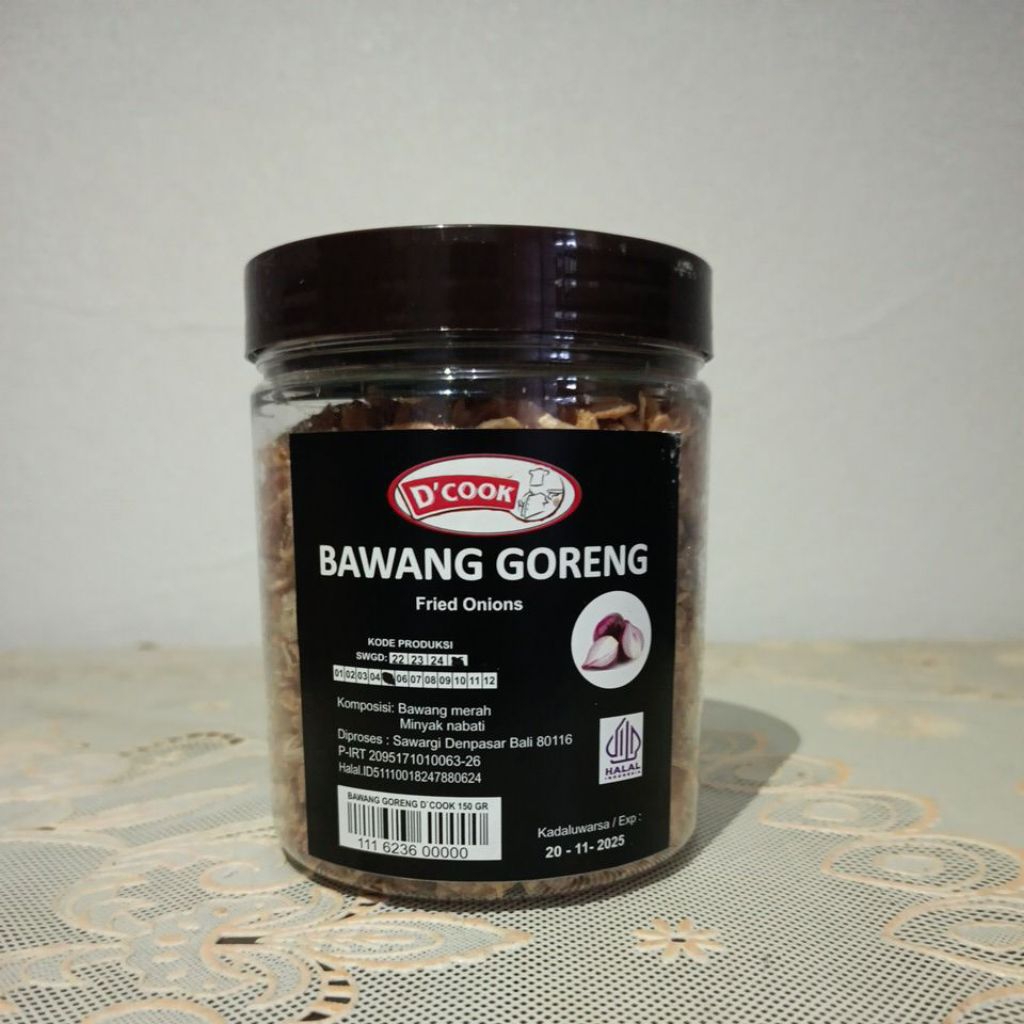 D'COOK
BAWANG GORENG
Fried Onions
KODE PRODUKSI
SWGD: 22 23 24
01 02 03 04 06 07 08 09 10 11 12
Komposisi: Bawang merah
Minyak nabati
Diproses : Sawargi Denpasar Bali 80116
P-IRT 2095171010063-26
Halal.ID51110018247880624
HALAL
INDONESIA
BAWANG GORENG D`COOK 150 GR
111 6236 00000
Kadaluwarsa / Exp :
20 - 11- 2025